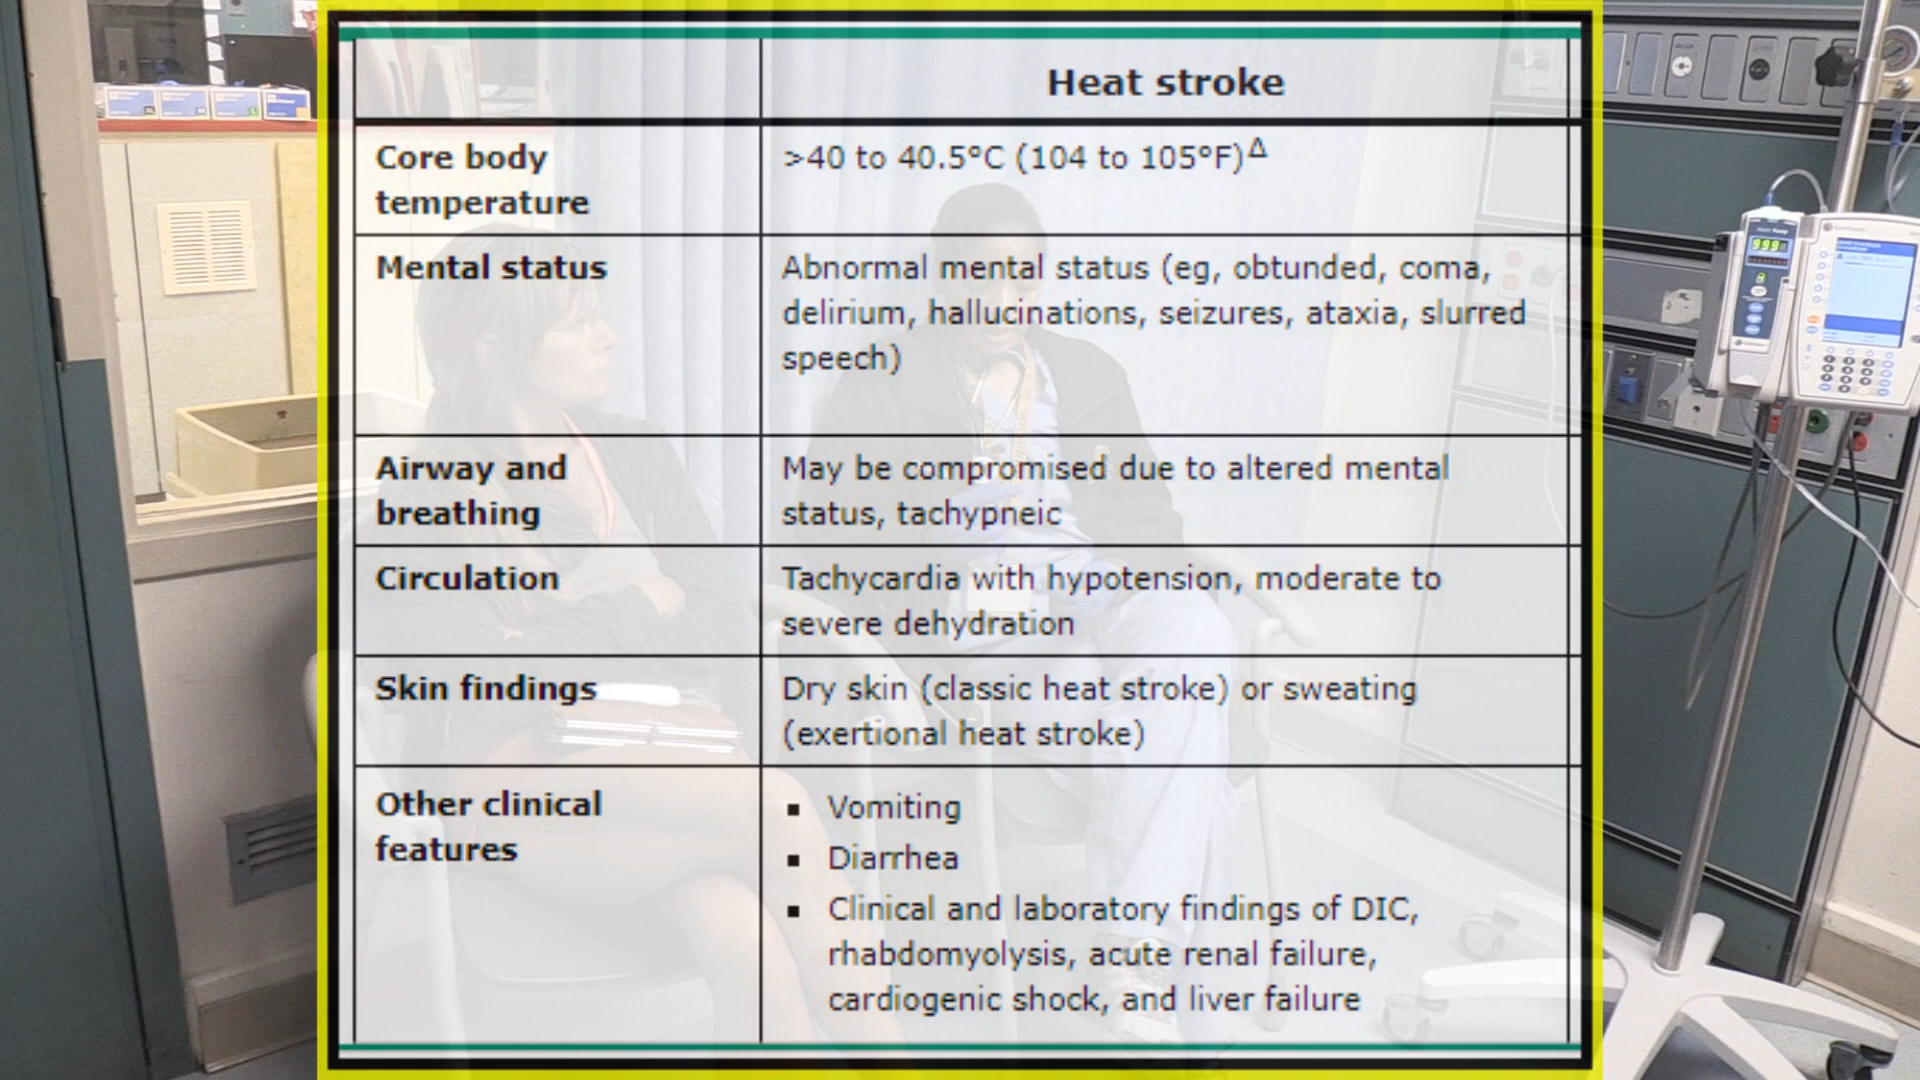 Heat stroke
Core body
temperature
>40 to 40.5°C (104 to 105°F)Δ
Mental status
Abnormal mental status (eg, obtunded, coma,
delirium, hallucinations, seizures, ataxia, slurred
speech)
Airway and
breathing
May be compromised due to altered mental
status, tachypneic
Circulation
Tachycardia with hypotension, moderate to
severe dehydration
Skin findings
Dry skin (classic heat stroke) or sweating
(exertional heat stroke)
Other clinical
features
▪ Vomiting
▪ Diarrhea
▪ Clinical and laboratory findings of DIC,
rhabdomyolysis, acute renal failure,
cardiogenic shock, and liver failure
999